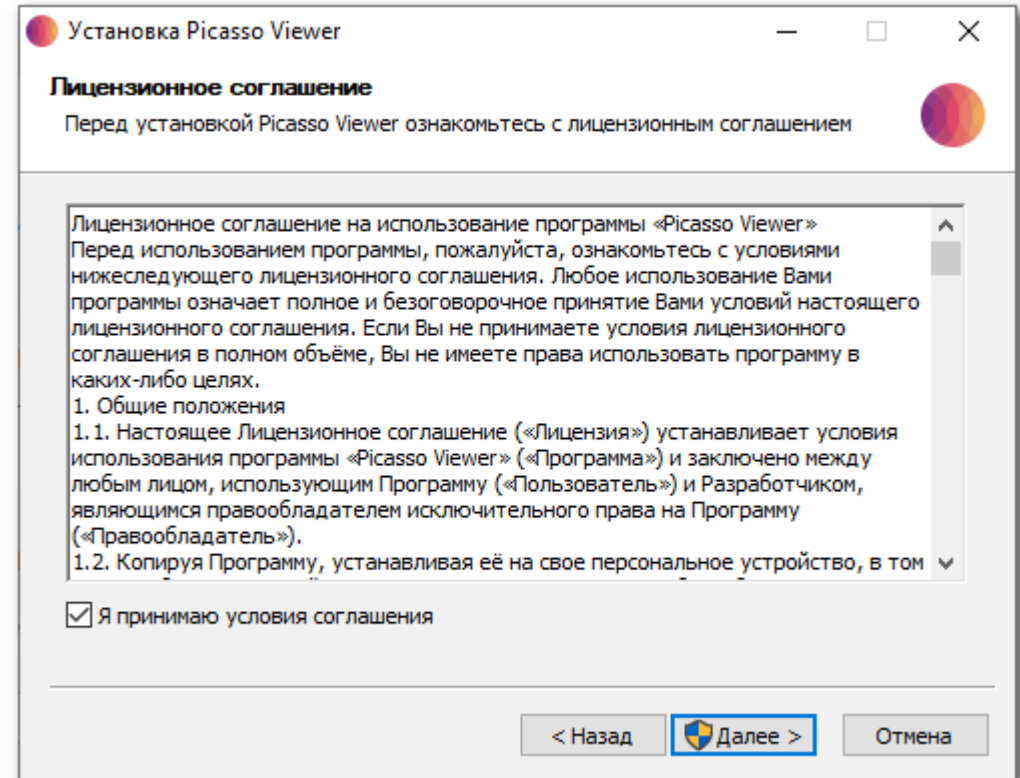 Установка Picasso Viewer
Лицензионное соглашение
Перед установкой Picasso Viewer ознакомьтесь с лицензионным соглашением
Лицензионное соглашение на использование программы «Picasso Viewer»
Перед использованием программы, пожалуйста, ознакомьтесь с условиями
нижеследующего лицензионного соглашения. Любое использование Вами
программы означает полное и безоговорочное принятие Вами условий настоящего
лицензионного соглашения. Если Вы не принимаете условия лицензионного
соглашения в полном объёме, Вы не имеете права использовать программу в
каких-либо целях.
1. Общие положения
1.1. Настоящее Лицензионное соглашение («Лицензия») устанавливает условия
использования программы «Picasso Viewer» («Программа») и заключено между
любым лицом, использующим Программу («Пользователь») и Разработчиком,
являющимся правообладателем исключительного права на Программу
(«Правообладатель»).
1.2. Копируя Программу, устанавливая её на свое персональное устройство, в том
Я принимаю условия соглашения
< Назад
Далее >
Отмена